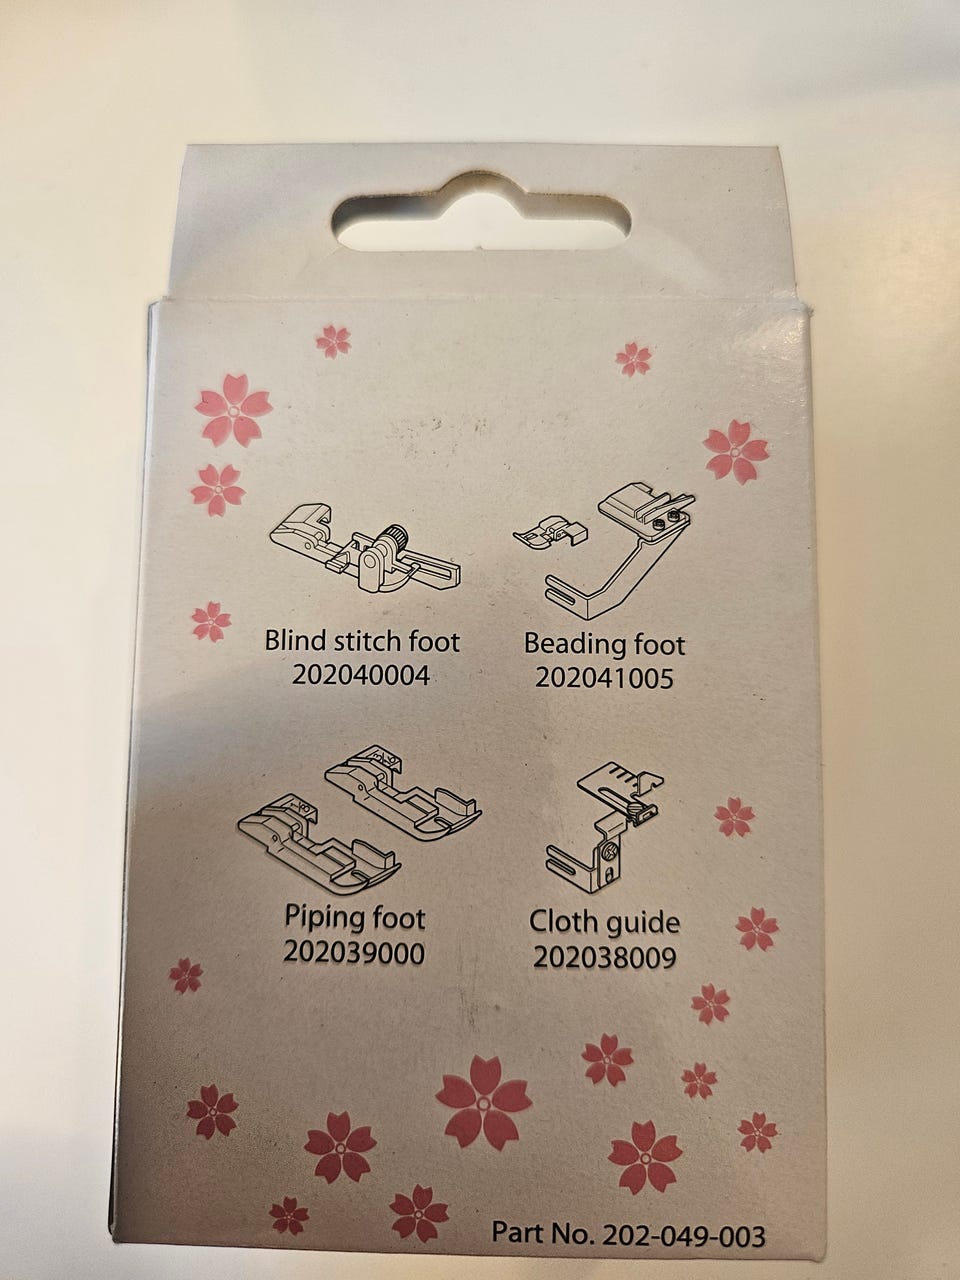 Blind stitch foot
202040004
Beading foot
202041005
Piping foot
202039000
Cloth guide
202038009
Part No. 202-049-003